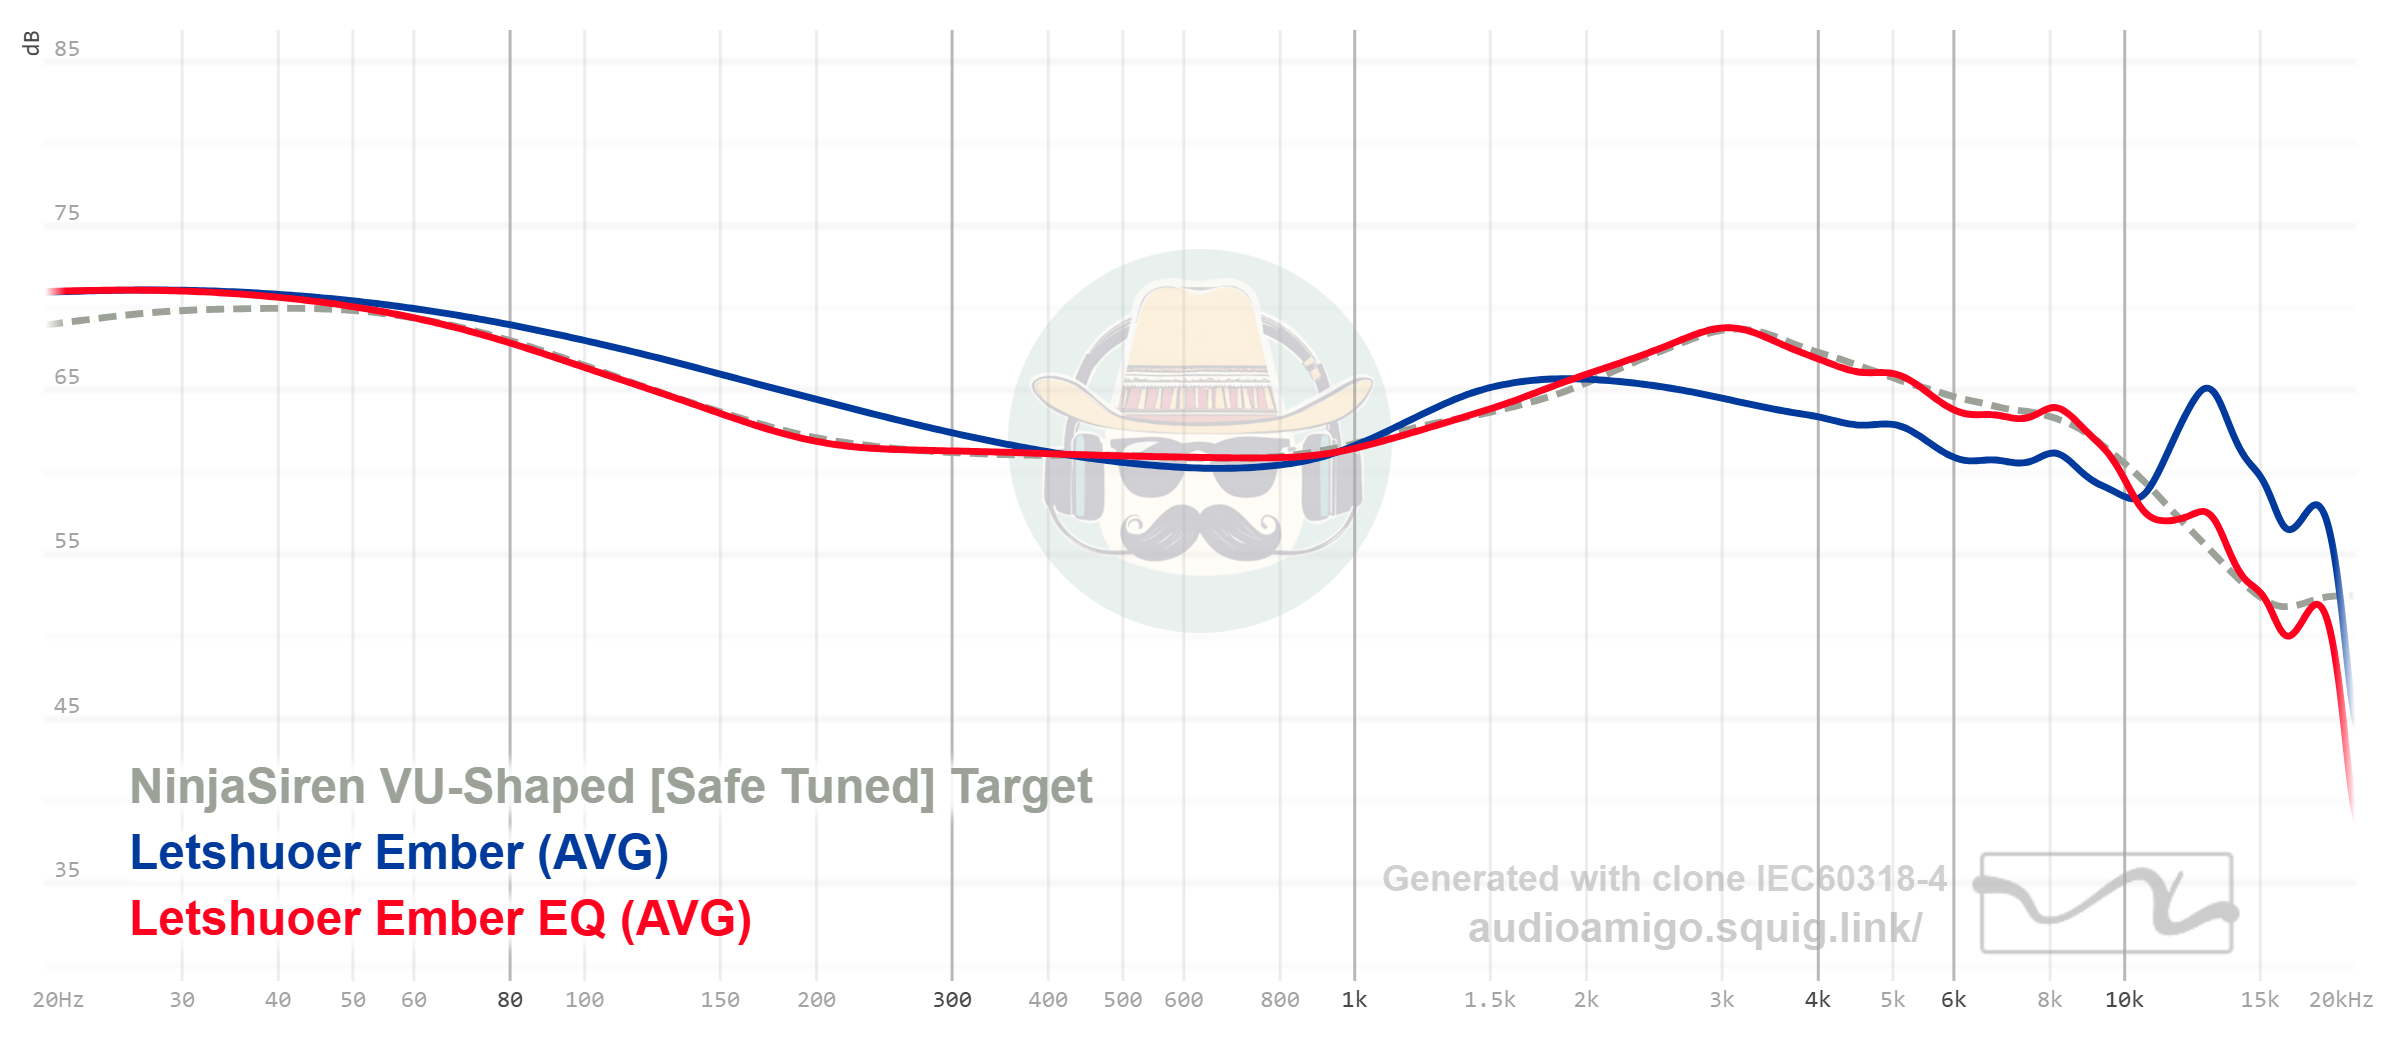 dB
85
75
65
55
45
35
NinjaSiren VU-Shaped [Safe Tuned] Target
Letshuoer Ember (AVG)
Letshuoer Ember EQ (AVG)
Generated with clone IEC60318-4
audioamigo.squig.link/
20Hz 30 40 50 60 80 100 150 200 300 400 500 600 800 1k 1.5k 2k 3k 4k 5k 6k 8k 10k 15k 20kHz